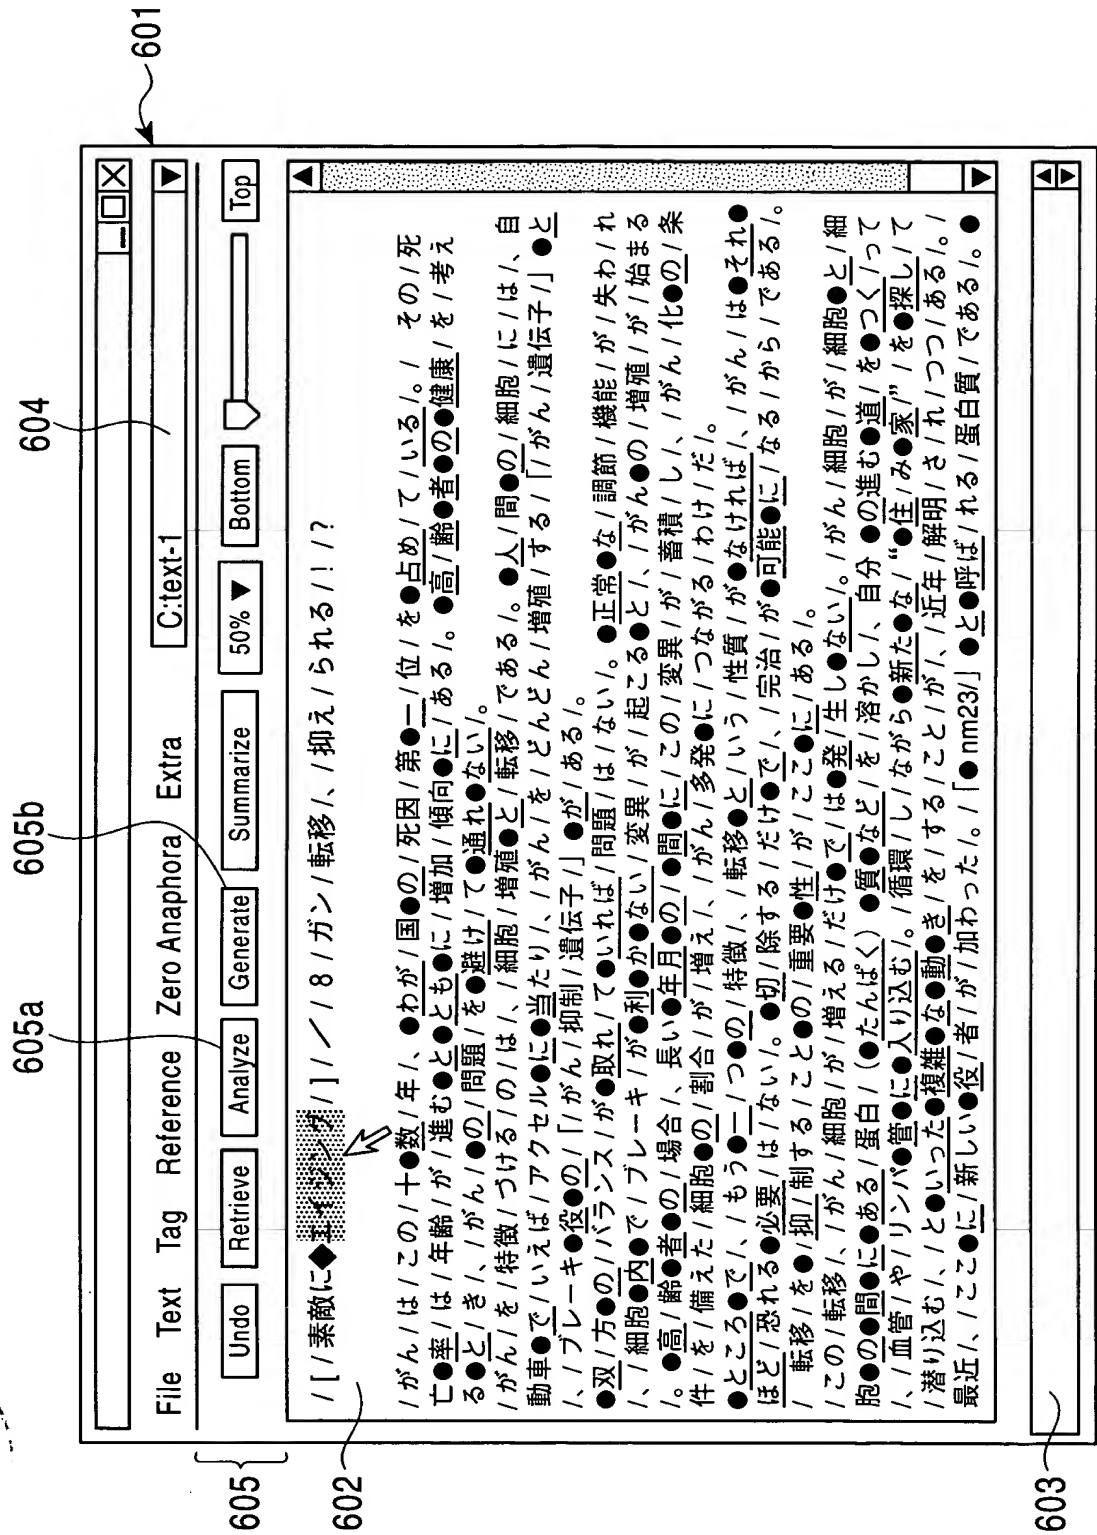 601
604
605a
605b
C:text-1
File Text Tag Reference Zero Anaphora Extra
605
Undo Retrieve Analyze Generate Summarize 50% ▼ Bottom Top
602
/ [ / 素敵に◆エイジング / ] / ／ / 8 / ガン / 転移 / 、 / 抑え / られる / ! / ?
/ がん / は / この / 十●数 / 年 / 、●わが / 国●の / 死因 / 第●一 / 位 / を●占め / て / いる / 。 / その / 死
亡●率 / は / 年齢 / が / 進む●と●とも●に / 増加 / 傾向●に / ある / 。●高 / 齢●者●の●健康 / を / 考え
る●と / き / 、 / がん / ●の / 問題 / を●避け / て●通れ●ない / 。
/ がん / を / 特徴 / づける / の / は / 、 / 細胞 / 増殖●と / 転移 / である / 。●人 / 間●の / 細胞 / に / は / 、自
動車●で / いえば / アクセル●に●当たり / 、 / がん / を / どんどん / 増殖 / する / 「 / がん / 遺伝子 / 」●と
/ 、 / ブレーキ●役●の / 「 / がん / 抑制 / 遺伝子 / 」●が / ある / 。
●双 / 方●の / バランス / が●取れ / て●いれば / 問題 / は / ない / 。●正常●な / 調節 / 機能 / が / 失わ / れ
/ 、 / 細胞●内●で / ブレーキ / が●利●か●ない / 変異 / が / 起こる●と / 、 / がん●の / 増殖 / が / 始まる
/ 。●高 / 齢●者●の / 場合 / 、長い●年月●の / ●間●に / この / 変異 / が / 蓄積 / し / 、 / がん / 化●の / 条
件 / を / 備えた / 細胞●の / 割合 / が / 増え / 、 / がん / 多発●に / つながる / わけ / だ / 。
●ところ●で / 、 / もう●一 / つ●の / 特徴 / 、 / 転移●と / いう / 性質 / が●なければ / 、 / がん / は●それ●
ほど / 恐れる●必要 / は / ない / 。●切 / 除する / だけ●で / 、 / 完治 / が●可能●に / なる / から / である / 。
/ 転移 / を●抑 / 制する / こと●の / 重要●性 / が / ここ●に / ある / 。
/ この / 転移 / 、 / がん / 細胞 / が / 増える / だけ●で / は●発 / 生し●ない / 。 / がん / 細胞 / が / 細胞●と / 細
胞●の●間●に●ある / 蛋白 / (●たんぱく) ●質●など / を / 溶かし / 、自分 ●の進む●道 / を●つく / って
/ 、 / 血管 / や / リンパ●管●に●入り込む / 。 / 循環 / し / ながら●新た●な / “●住 / み●家 / ” / を●探し / て
/ 潜り込む / 、 / と●いった●複雑●な●動●き / を / する / こと / が / 、 / 近年 / 解明 / さ / れ / つつ / ある / 。 /
最近 / 、 / ここ●に / 新しい●役 / 者 / が / 加わった / 。 / 「●nm23 / 」●と●呼ば / れる / 蛋白質 / である / 。●
603